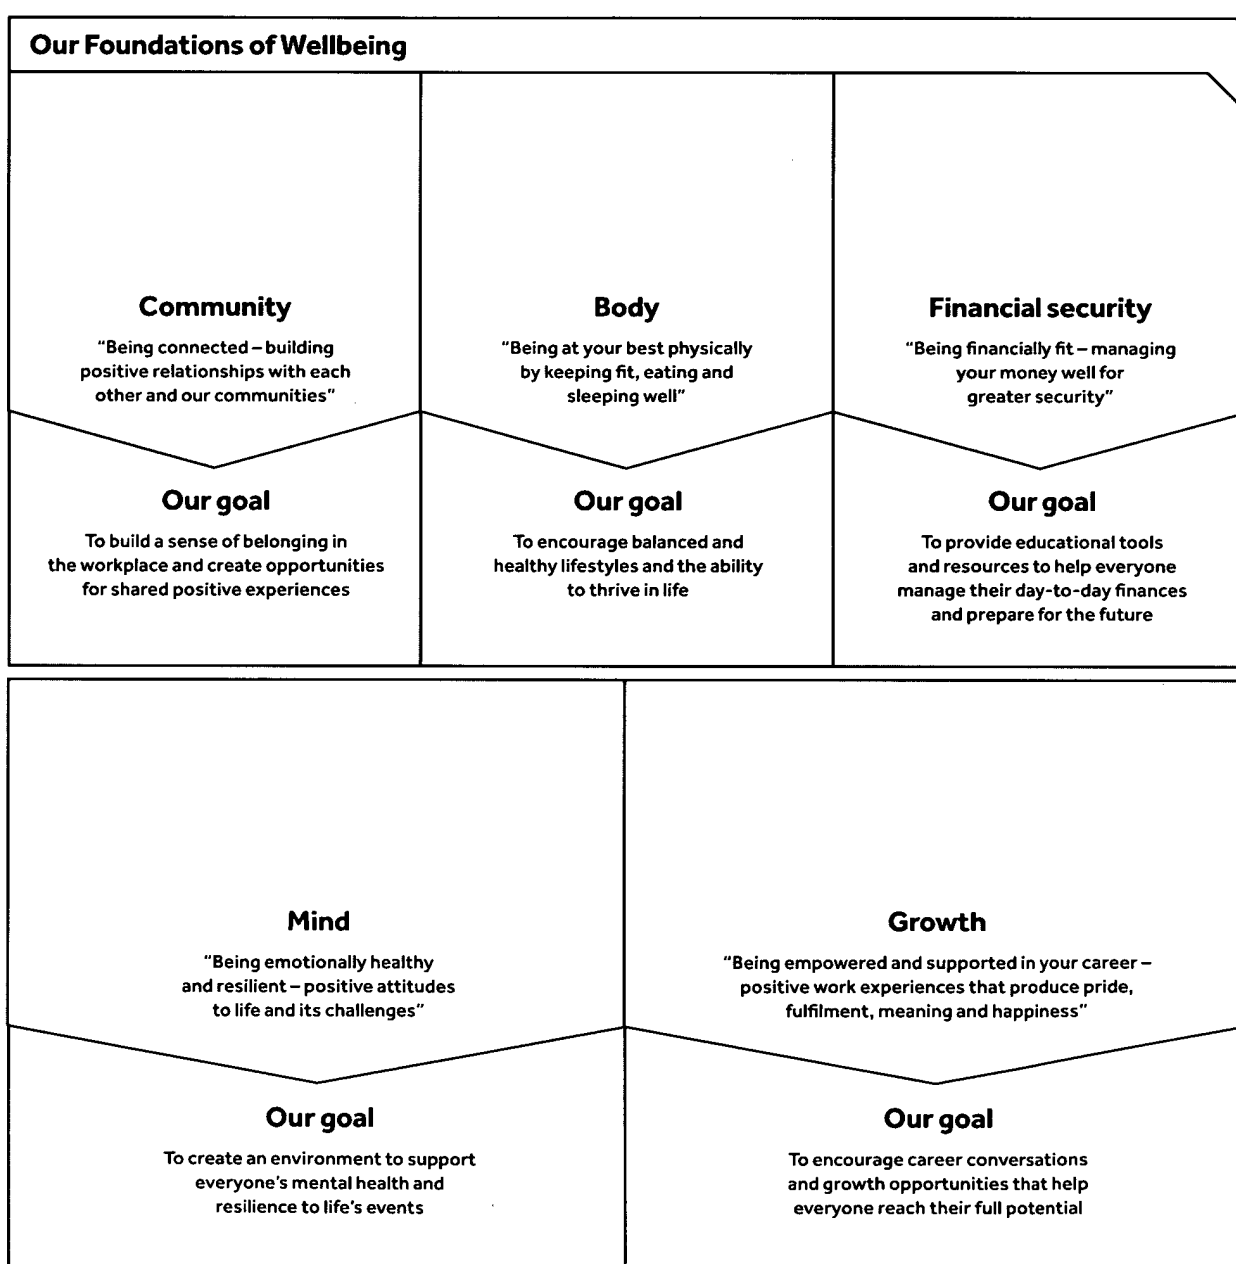 Our Foundations of Wellbeing
Community
“Being connected – building
positive relationships with each
other and our communities”
Our goal
To build a sense of belonging in
the workplace and create opportunities
for shared positive experiences
Body
“Being at your best physically
by keeping fit, eating and
sleeping well”
Our goal
To encourage balanced and
healthy lifestyles and the ability
to thrive in life
Financial security
“Being financially fit – managing
your money well for
greater security”
Our goal
To provide educational tools
and resources to help everyone
manage their day-to-day finances
and prepare for the future
Mind
“Being emotionally healthy
and resilient – positive attitudes
to life and its challenges”
Our goal
To create an environment to support
everyone’s mental health and
resilience to life’s events
Growth
“Being empowered and supported in your career –
positive work experiences that produce pride,
fulfilment, meaning and happiness”
Our goal
To encourage career conversations
and growth opportunities that help
everyone reach their full potential